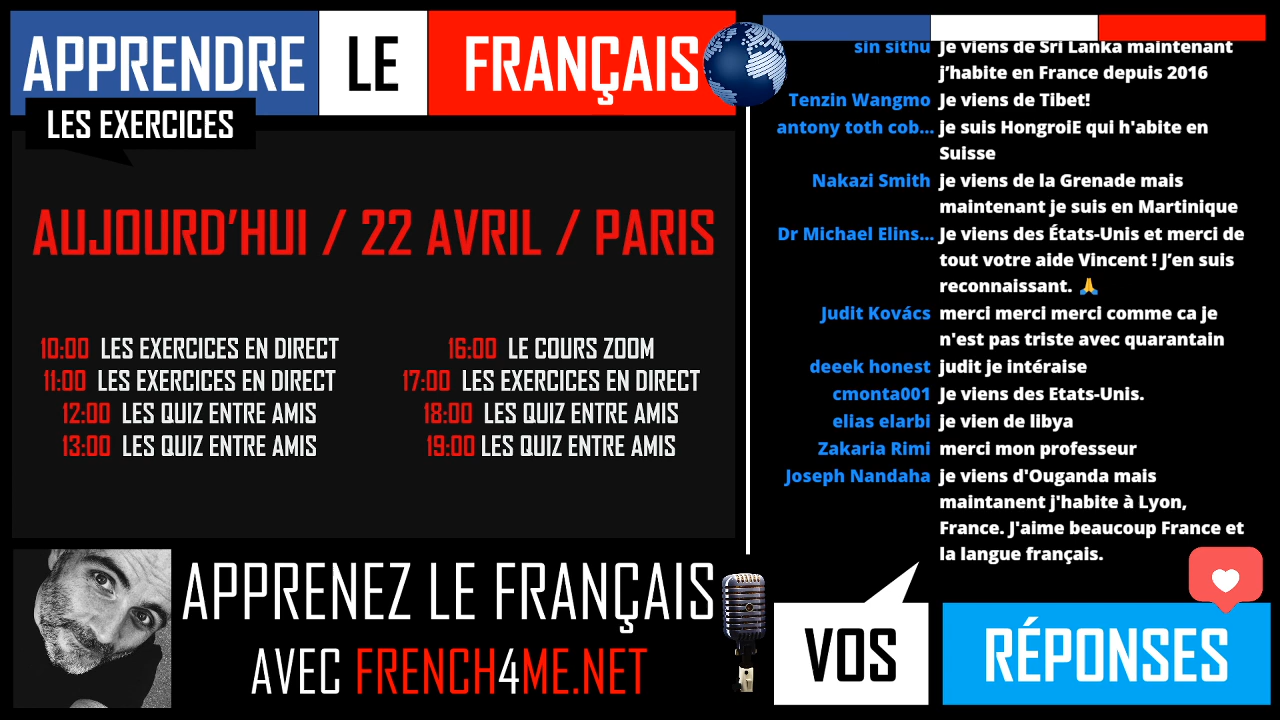 APPRENDRE LE FRANÇAIS
LES EXERCICES
AUJOURD'HUI / 22 AVRIL / PARIS
10:00 LES EXERCICES EN DIRECT
11:00 LES EXERCICES EN DIRECT
12:00 LES QUIZ ENTRE AMIS
13:00 LES QUIZ ENTRE AMIS
16:00 LE COURS ZOOM
17:00 LES EXERCICES EN DIRECT
18:00 LES QUIZ ENTRE AMIS
19:00 LES QUIZ ENTRE AMIS
APPRENEZ LE FRANÇAIS
AVEC FRENCH4ME.NET
sin sithu Je viens de Sri Lanka maintenant
j’habite en France depuis 2016
Tenzin Wangmo Je viens de Tibet!
antony toth cob... je suis HongroiE qui h'abite en
Suisse
Nakazi Smith je viens de la Grenade mais
maintenant je suis en Martinique
Dr Michael Elins... Je viens des États-Unis et merci de
tout votre aide Vincent ! J’en suis
reconnaissant. 🙏
Judit Kovács merci merci merci comme ca je
n'est pas triste avec quarantain
deeek honest judit je intéraise
cmonta001 Je viens des Etats-Unis.
elias elarbi je vien de libya
Zakaria Rimi merci mon professeur
Joseph Nandaha je viens d'Ouganda mais
maintanent j'habite à Lyon,
France. J'aime beaucoup France et
la langue français.
VOS RÉPONSES